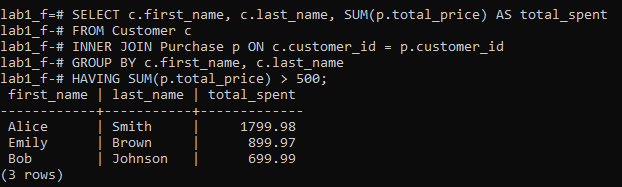 lab1_f=# SELECT c.first_name, c.last_name, SUM(p.total_price) AS total_spent
lab1_f-# FROM Customer c
lab1_f-# INNER JOIN Purchase p ON c.customer_id = p.customer_id
lab1_f-# GROUP BY c.first_name, c.last_name
lab1_f-# HAVING SUM(p.total_price) > 500;
 first_name | last_name | total_spent
------------+-----------+-------------
 Alice      | Smith     |     1799.98
 Emily      | Brown     |      899.97
 Bob        | Johnson   |      699.99
(3 rows)